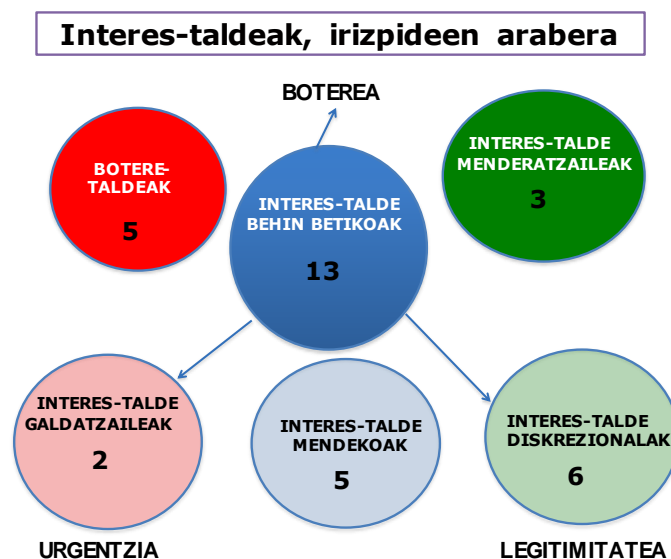 Interes-taldeak, irizpideen arabera
BOTEREA
BOTERE-
TALDEAK
5
INTERES-TALDE
BEHIN BETIKOAK
13
INTERES-TALDE
MENDERATZAILEAK
3
INTERES-TALDE
GALDATZAILEAK
2
INTERES-TALDE
MENDEKOAK
5
INTERES-TALDE
DISKREZIONALAK
6
URGENTZIA
LEGITIMITATEA